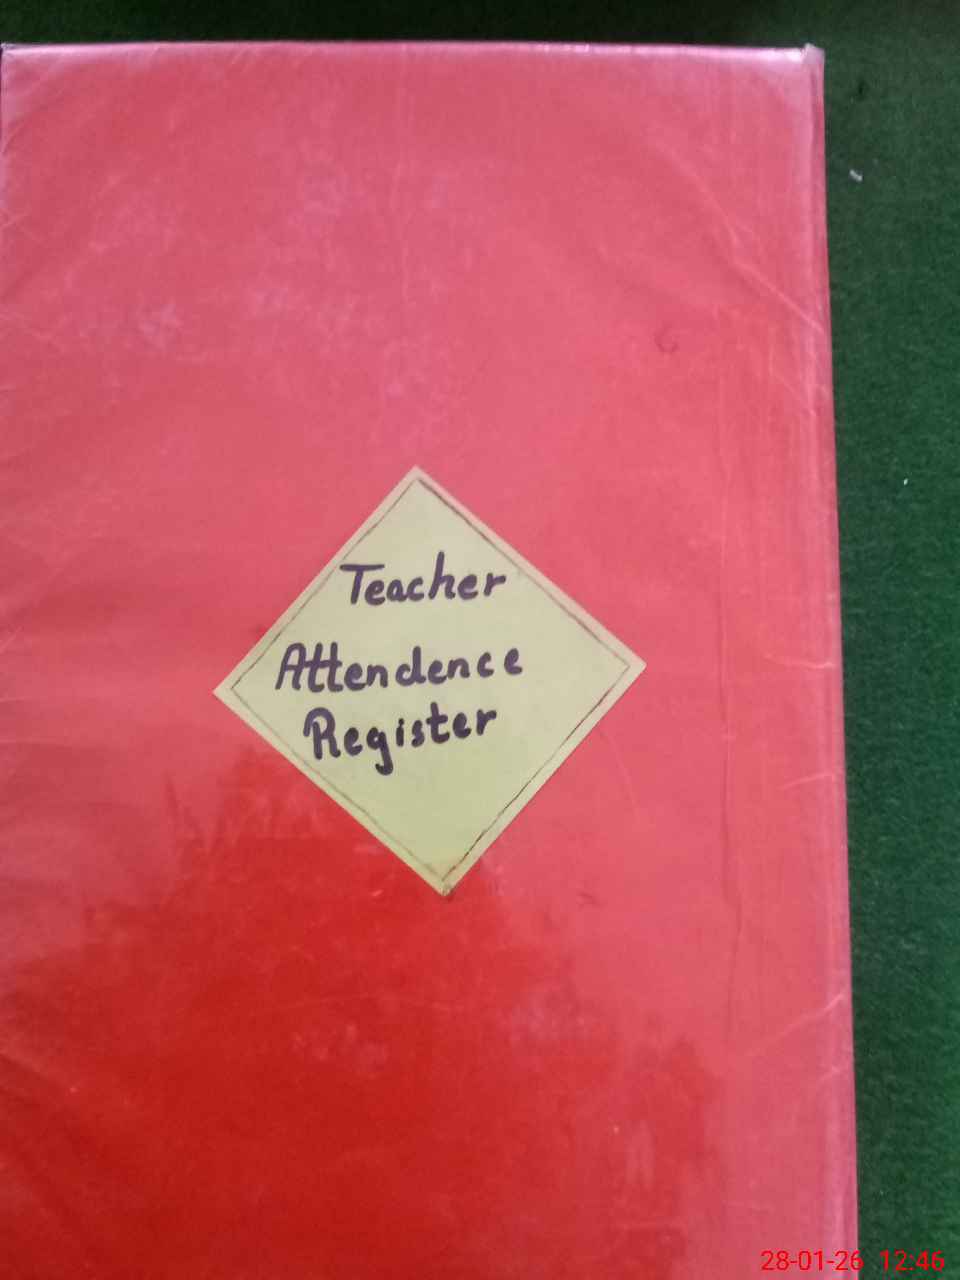 Teacher
Attendence
Register
28-01-26 12:46